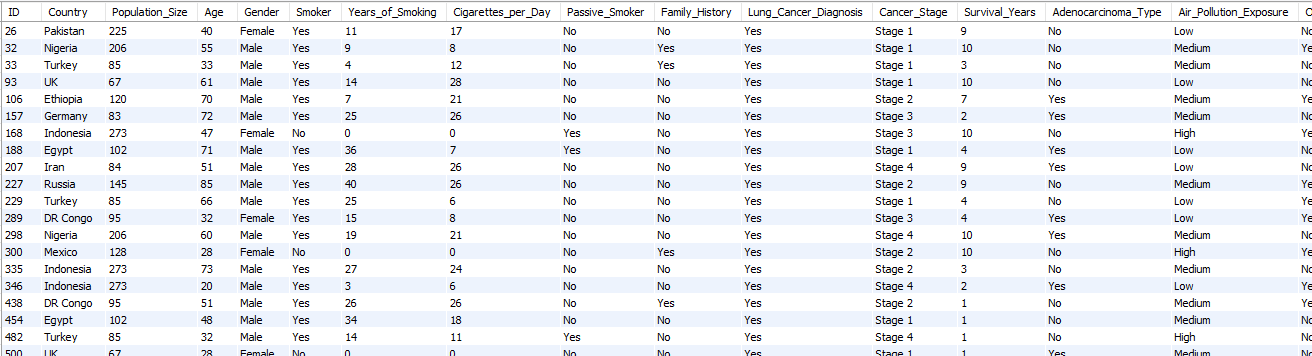 ID Country Population_Size Age Gender Smoker Years_of_Smoking Cigarettes_per_Day Passive_Smoker Family_History Lung_Cancer_Diagnosis Cancer_Stage Survival_Years Adenocarcinoma_Type Air_Pollution_Exposure
26 Pakistan 225 40 Female Yes 11 17 No No Yes Stage 1 9 No Low
32 Nigeria 206 55 Male Yes 9 8 No Yes Yes Stage 1 10 No Medium
33 Turkey 85 33 Male Yes 4 12 No Yes Yes Stage 1 3 No Medium
93 UK 67 61 Male Yes 14 28 No No Yes Stage 1 10 No Low
106 Ethiopia 120 70 Male Yes 7 21 No No Yes Stage 2 7 Yes Medium
157 Germany 83 72 Male Yes 25 26 No No Yes Stage 3 2 Yes Medium
168 Indonesia 273 47 Female No 0 0 Yes No Yes Stage 3 10 No High
188 Egypt 102 71 Male Yes 36 7 Yes No Yes Stage 1 4 Yes Low
207 Iran 84 51 Male Yes 28 26 No No Yes Stage 4 9 Yes Low
227 Russia 145 85 Male Yes 40 26 No No Yes Stage 2 9 No Medium
229 Turkey 85 66 Male Yes 25 6 No No Yes Stage 1 4 No Low
289 DR Congo 95 32 Female Yes 15 8 No No Yes Stage 3 4 Yes Low
298 Nigeria 206 60 Male Yes 19 21 No No Yes Stage 4 10 Yes Medium
300 Mexico 128 28 Female No 0 0 No Yes Yes Stage 2 10 No High
335 Indonesia 273 73 Male Yes 27 24 No No Yes Stage 2 3 No Medium
346 Indonesia 273 20 Male Yes 3 6 No No Yes Stage 4 2 Yes Low
438 DR Congo 95 51 Male Yes 26 26 No Yes Yes Stage 2 1 No Medium
454 Egypt 102 48 Male Yes 34 18 No No Yes Stage 1 1 No Medium
482 Turkey 85 32 Male Yes 14 11 Yes No Yes Stage 4 1 No High
500 UK 67 28 Female No 0 0 No No Yes Stage 1 1 Yes Medium